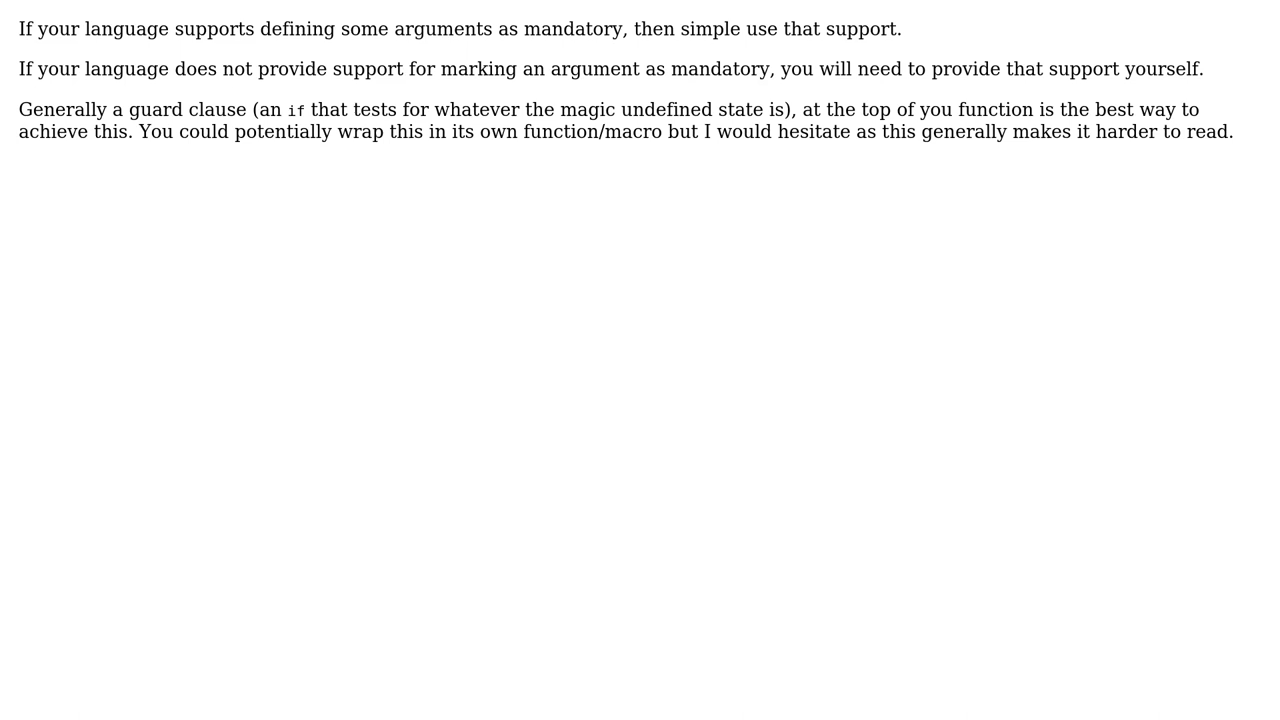 If your language supports defining some arguments as mandatory, then simple use that support.
If your language does not provide support for marking an argument as mandatory, you will need to provide that support yourself.
Generally a guard clause (an if that tests for whatever the magic undefined state is), at the top of you function is the best way to
achieve this. You could potentially wrap this in its own function/macro but I would hesitate as this generally makes it harder to read.